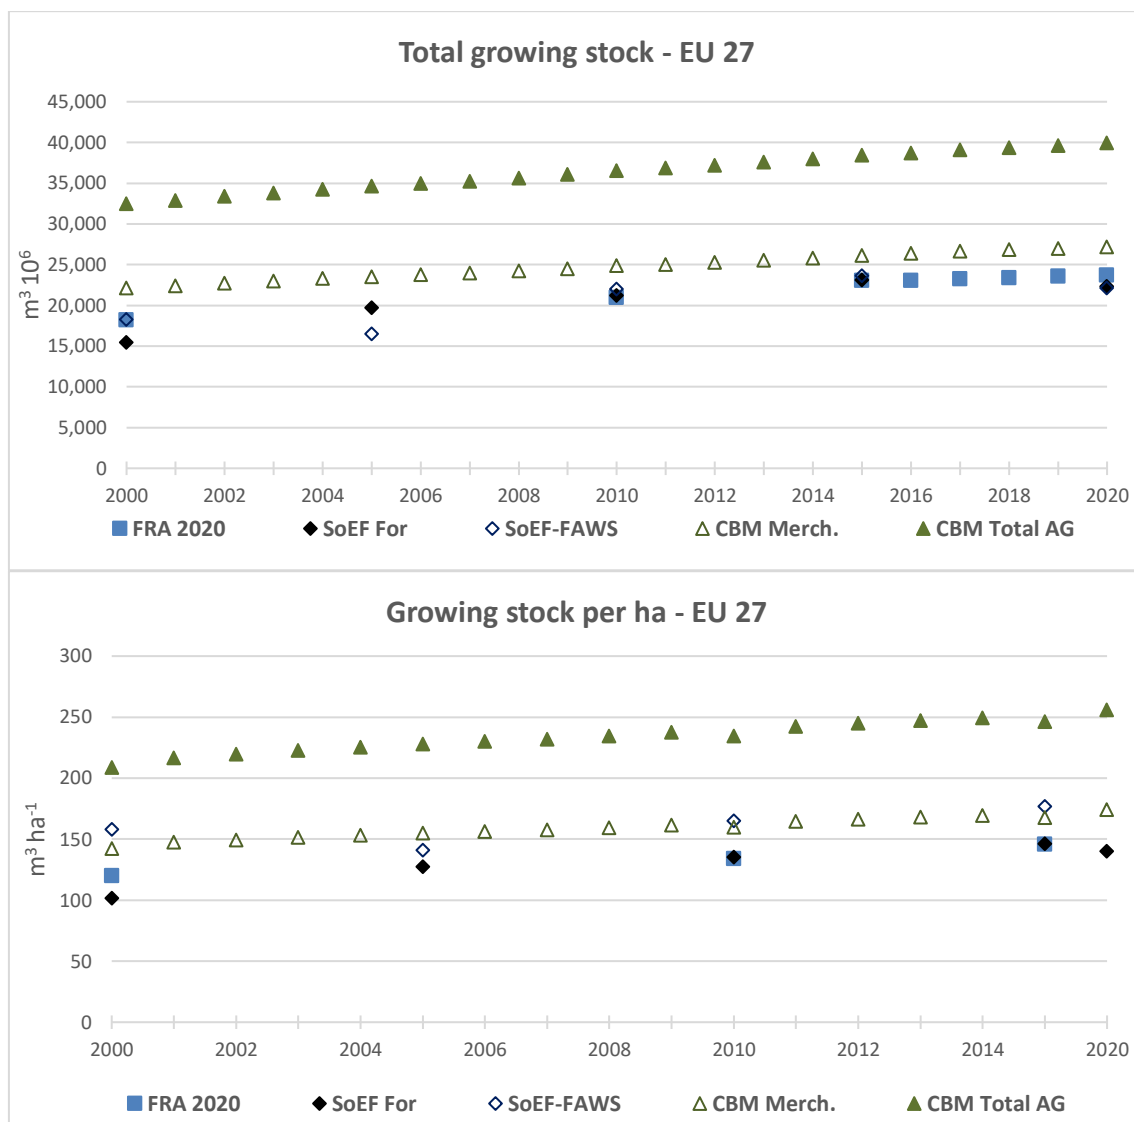 Total growing stock - EU 27
45,000
40,000
35,000
30,000
25,000
20,000
15,000
10,000
5,000
0
m³ 10⁶
2000 2002 2004 2006 2008 2010 2012 2014 2016 2018 2020
FRA 2020 SoEF For SoEF-FAWS CBM Merch. CBM Total AG
Growing stock per ha - EU 27
300
250
200
150
100
50
0
m³ ha⁻¹
2000 2002 2004 2006 2008 2010 2012 2014 2020
FRA 2020 SoEF For SoEF-FAWS CBM Merch. CBM Total AG